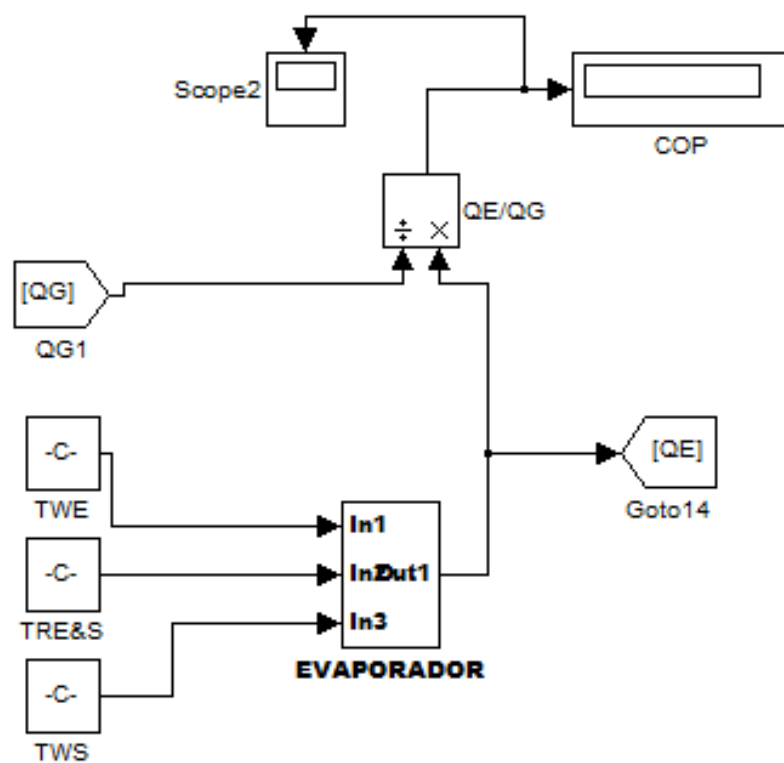 Scope2
COP
÷ ×
QE/QG
[QG]
QG1
-C-
TWE
[QE]
Goto14
In1
-C-
In2
Out1
TRE&S
In3
EVAPORADOR
-C-
TWS